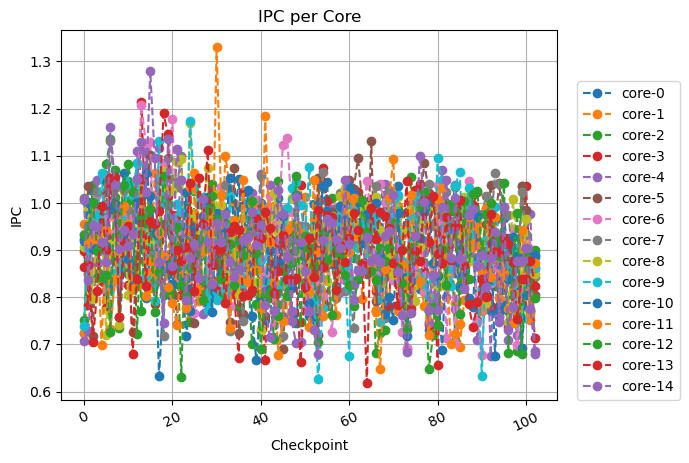 IPC per Core
IPC
1.3
1.2
1.1
1.0
0.9
0.8
0.7
0.6
0
20
40
60
80
100
Checkpoint
core-0
core-1
core-2
core-3
core-4
core-5
core-6
core-7
core-8
core-9
core-10
core-11
core-12
core-13
core-14